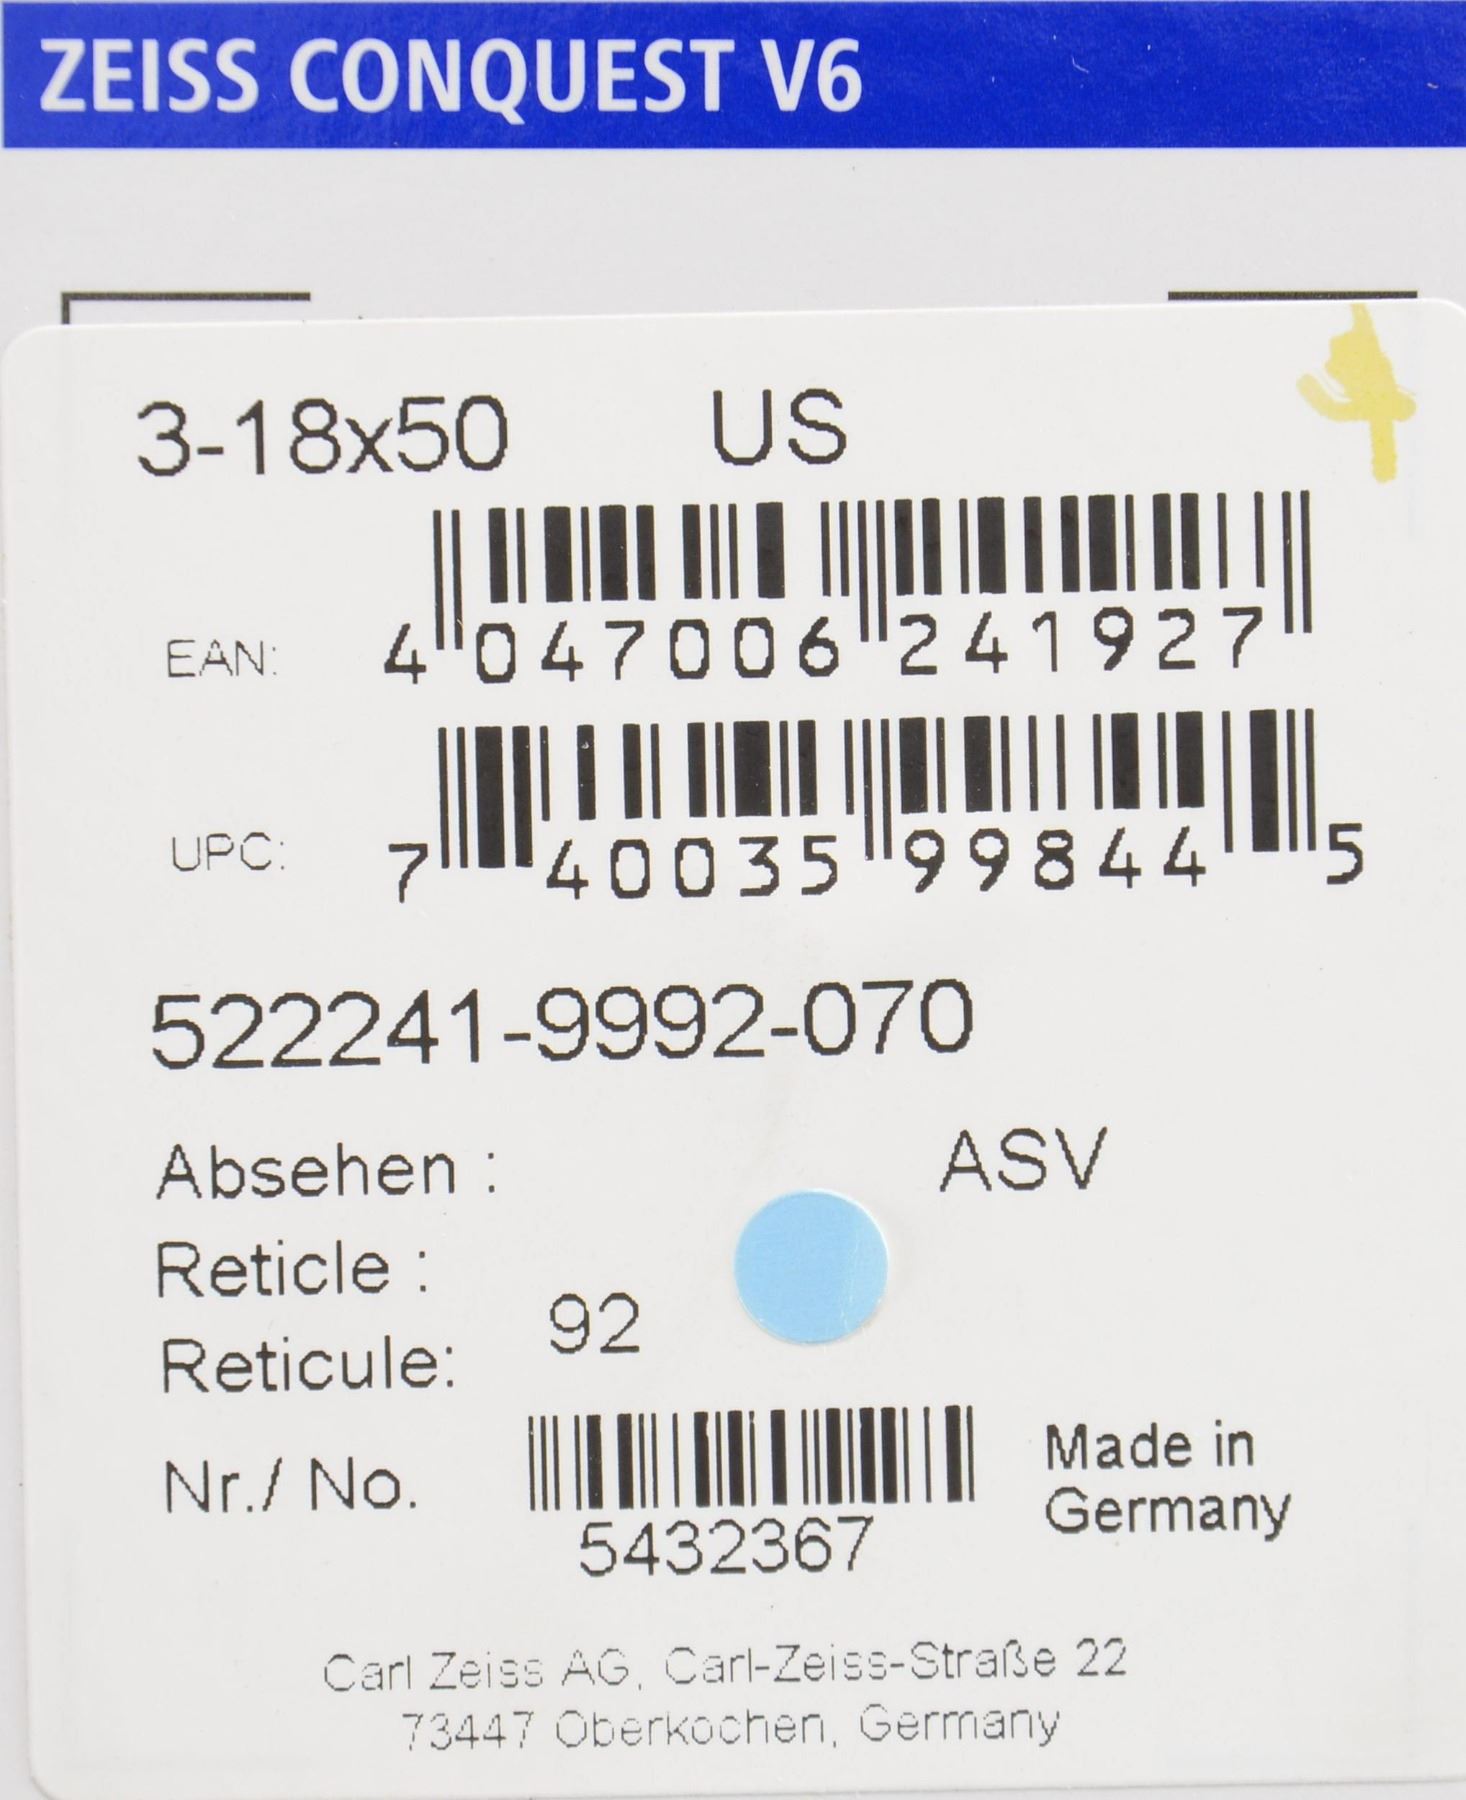 ZEISS CONQUEST V6
3-18x50 US
EAN: 4 047006 241927
UPC: 7 40035 99844 5
522241-9992-070
Absehen : ASV
Reticle :
92
Reticule:
Nr./ No. 5432367
Made in
Germany
Carl Zeiss AG, Carl-Zeiss-Straße 22
73447 Oberkochen, Germany